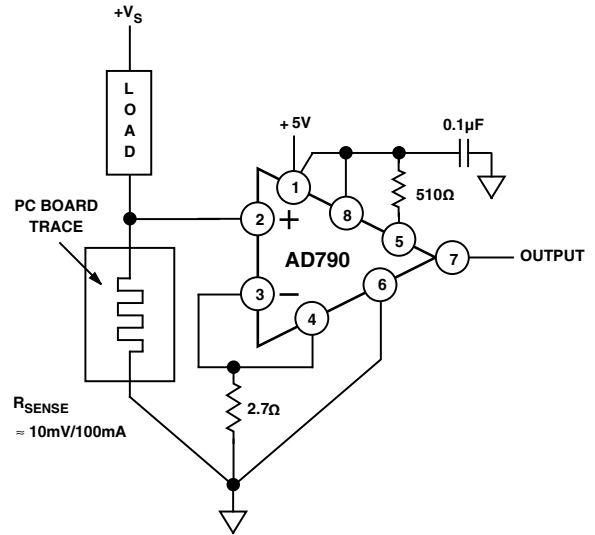 +VS
LOAD
+5V
0.1µF
1
510Ω
PC BOARD
TRACE
2
+
8
5
AD790
7
OUTPUT
3
−
6
4
RSENSE
≈ 10mV/100mA
2.7Ω